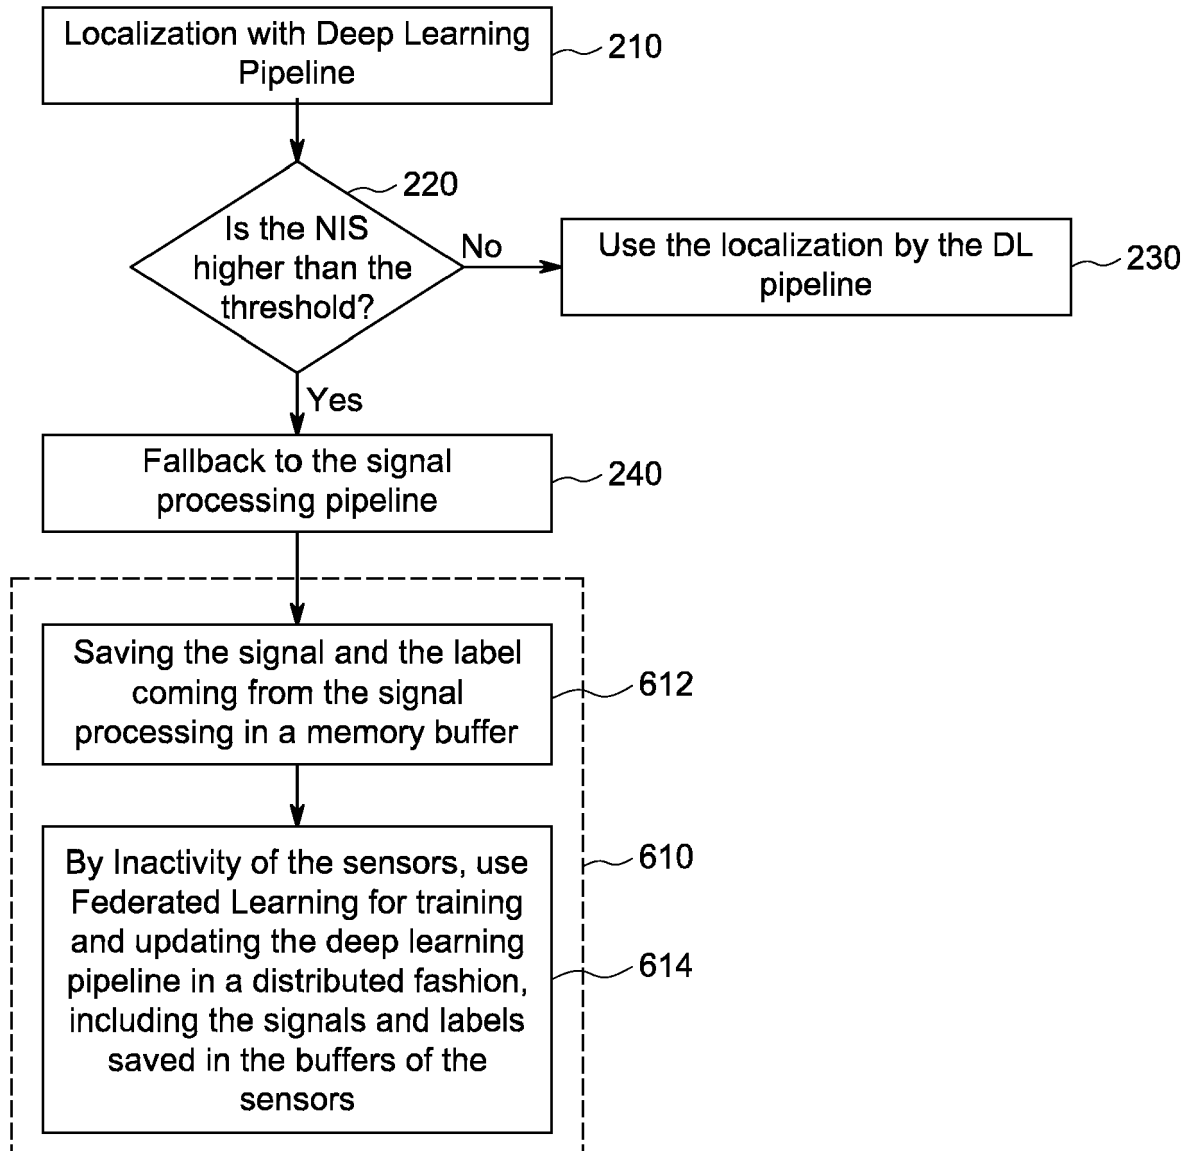 Localization with Deep Learning
Pipeline
210
220
Is the NIS
higher than the
threshold?
No
Use the localization by the DL
pipeline
230
Yes
Fallback to the signal
processing pipeline
240
Saving the signal and the label
coming from the signal
processing in a memory buffer
612
610
By Inactivity of the sensors, use
Federated Learning for training
and updating the deep learning
pipeline in a distributed fashion,
including the signals and labels
saved in the buffers of the
sensors
614